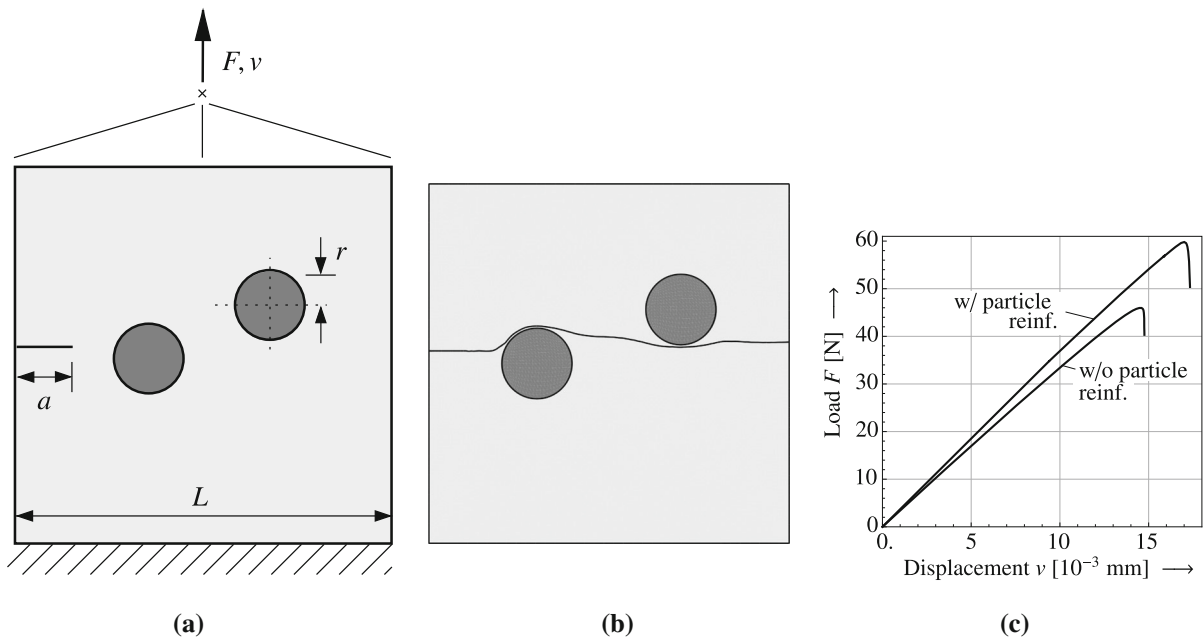 F, v
×
r
a
L
(a)
(b)
60
50
40
30
20
10
0
0.
5
10
15
Load F [N] ⟶
w/ particle
reinf.
w/o particle
reinf.
Displacement v [10⁻³ mm] ⟶
(c)